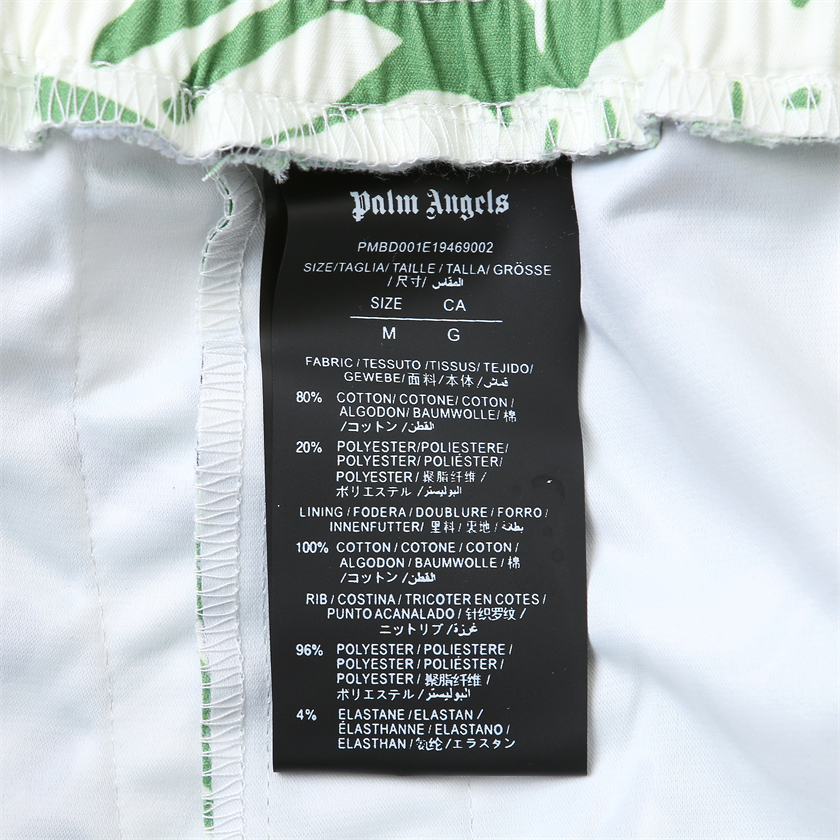 Palm Angels
PMBD001E19469002
SIZE/TAGLIA/TAILLE/TALLA/GRÖSSE
/尺寸/ المقاس
SIZE CA
M G
FABRIC/TESSUTO/TISSUS/TEJIDO/
GEWEBE/面料/本体/قماش
80% COTTON/COTONE/COTON/
ALGODON/BAUMWOLLE/棉
/コットン/القطن
20% POLYESTER/POLIESTERE/
POLYESTER/POLIÉSTER/
POLYESTER/聚脂纤维/
ポリエステル/البوليستر
LINING/FODERA/DOUBLURE/FORRO/
INNENFUTTER/里料/裏地/بطانة
100% COTTON/COTONE/COTON/
ALGODON/BAUMWOLLE/棉
/コットン/القطن
RIB/COSTINA/TRICOTER EN COTES/
PUNTO ACANALADO/针织罗纹/
ニットリブ/غرزة
96% POLYESTER/POLIESTERE/
POLYESTER/POLIÉSTER/
POLYESTER/聚脂纤维/
ポリエステル/البوليستر
4% ELASTANE/ELASTAN/
ÉLASTHANNE/ELASTANO/
ELASTHAN/氨纶/エラスタン